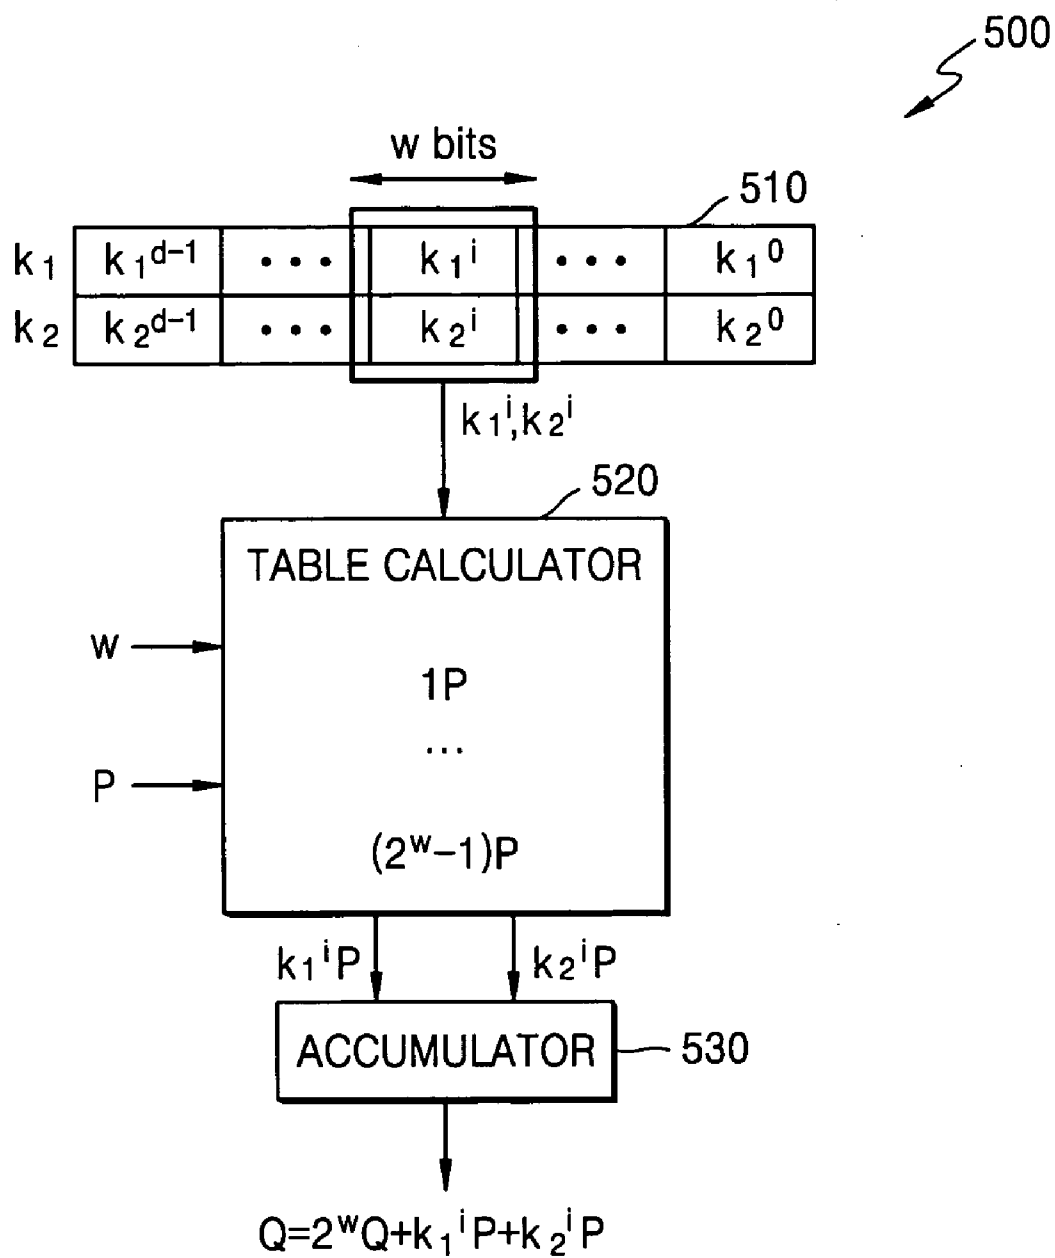 500
w bits
510
k₁ k₁ᵈ⁻¹ ••• k₁ⁱ ••• k₁⁰
k₂ k₂ᵈ⁻¹ ••• k₂ⁱ ••• k₂⁰
k₁ⁱ,k₂ⁱ
520
TABLE CALCULATOR
w
1P
...
P
(2ʷ–1)P
k₁ⁱP k₂ⁱP
ACCUMULATOR
530
Q=2ʷQ+k₁ⁱP+k₂ⁱP